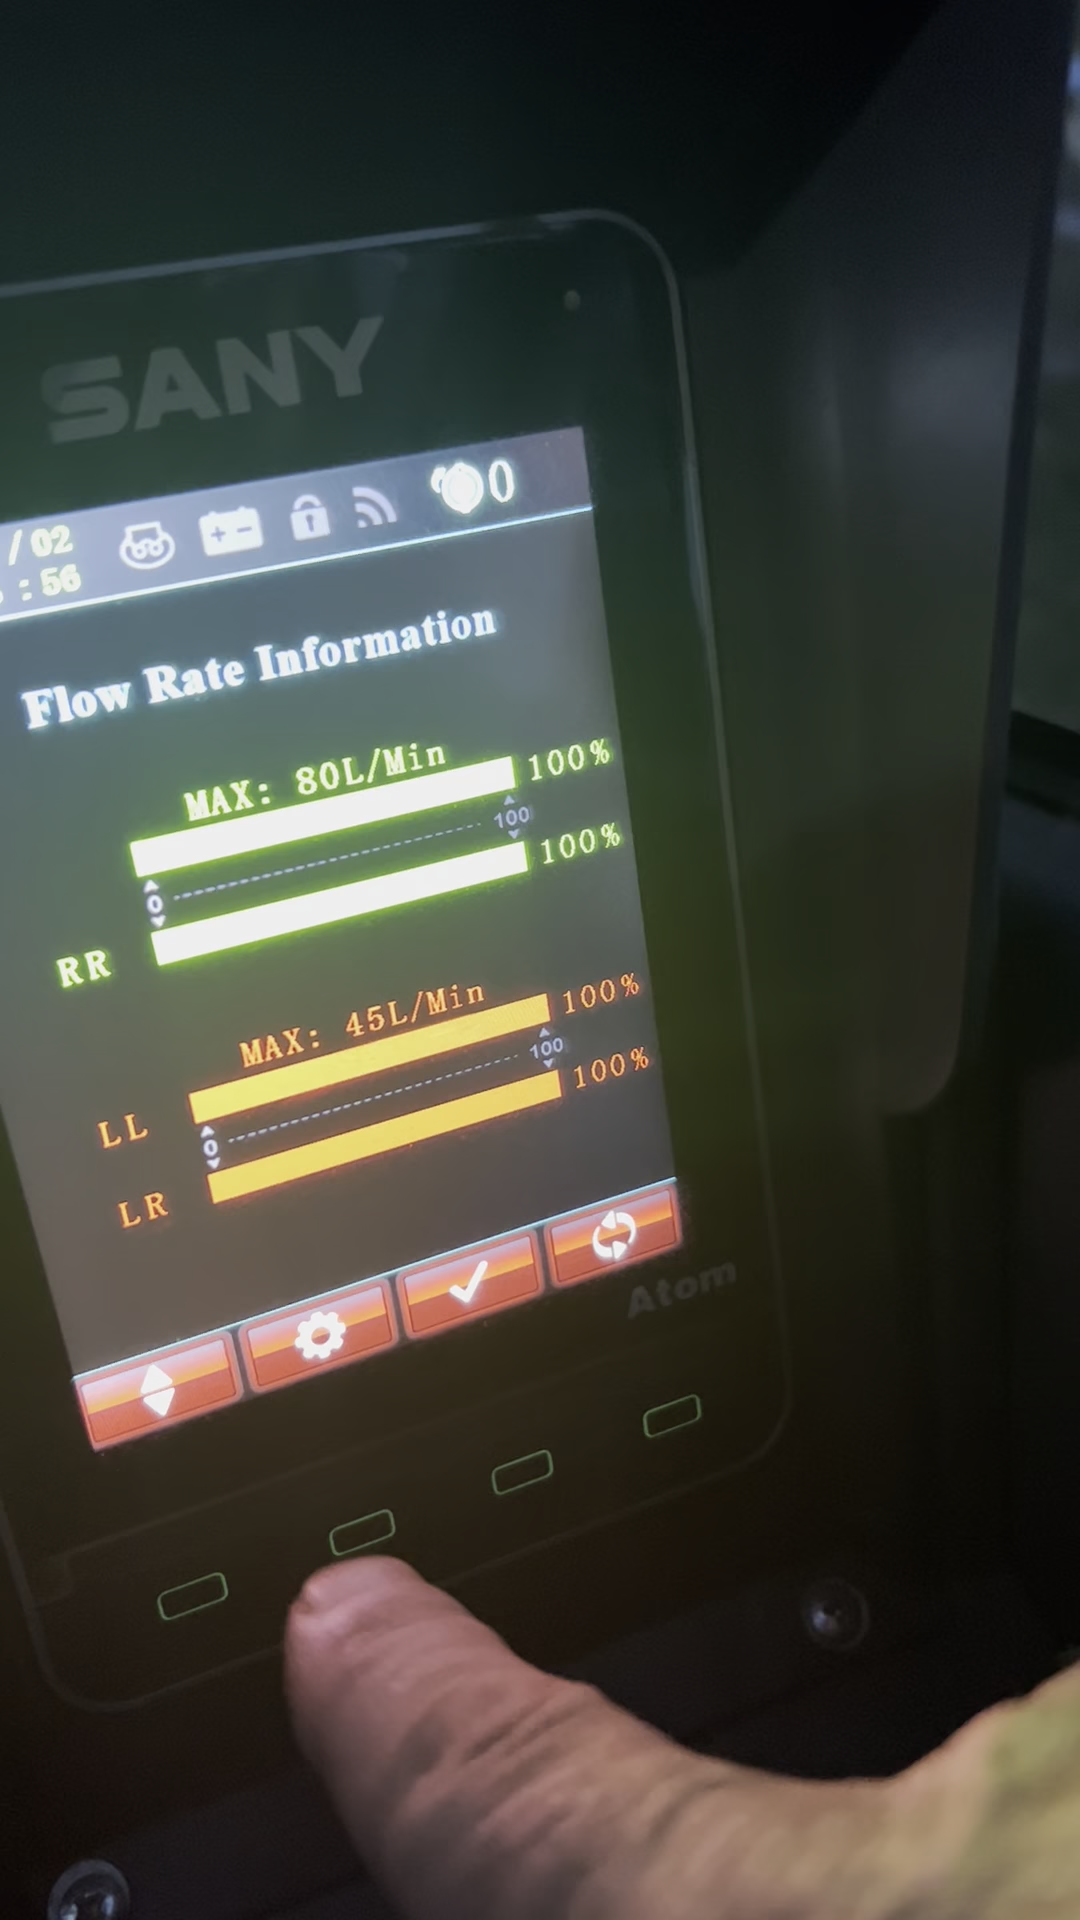 SANY
/02
:56
0
Flow Rate Information
MAX: 80L/Min
100%
100
0
100%
RR
MAX: 45L/Min
100%
LL
100
0
100%
LR
Atom